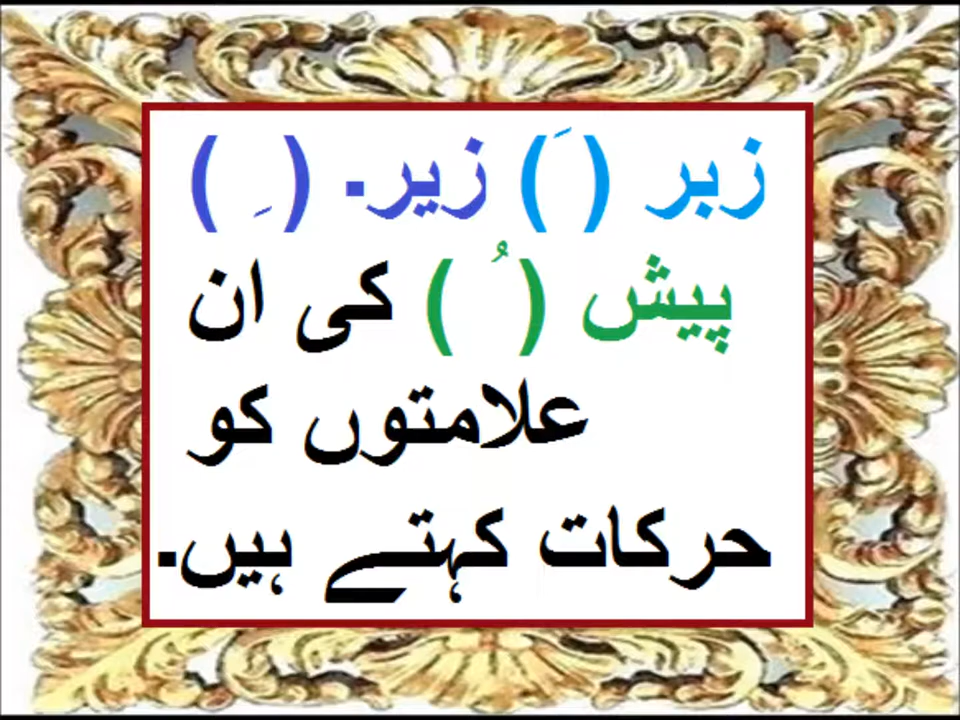 زبر ( َ) زیر۔ ( ِ )
پیش ( ُ ) کی ان
علامتوں کو
حرکات کہتے ہیں۔